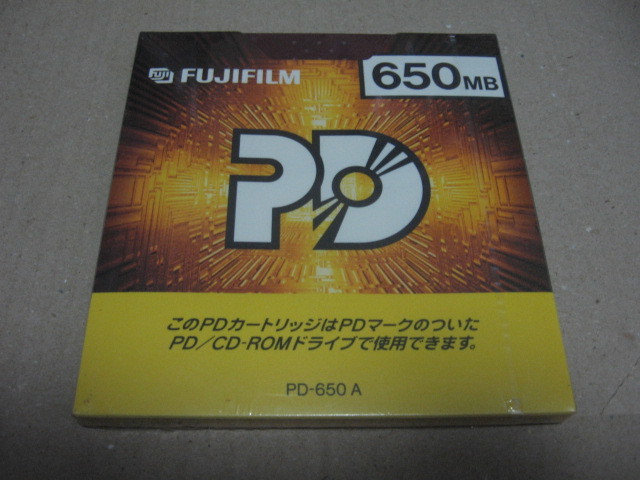 FUJI FUJIFILM
650MB
PD
このPDカートリッジはPDマークのついた
PD/CD-ROMドライブで使用できます。
PD-650 A